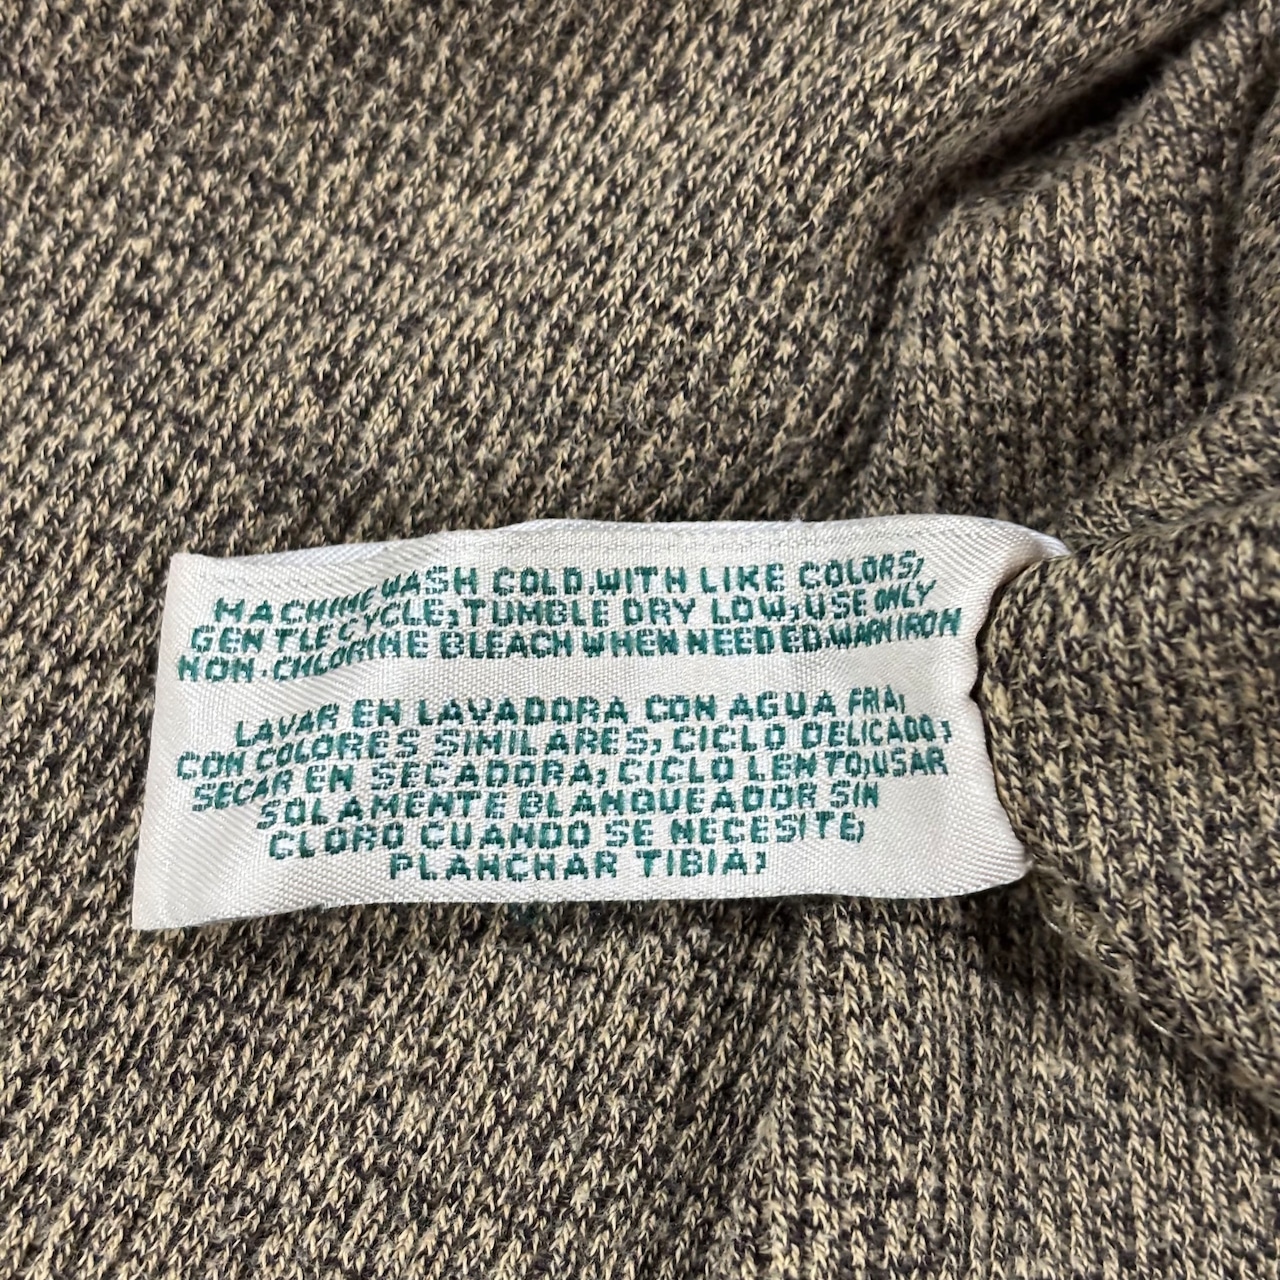 MACHINE WASH COLD, WITH LIKE COLORS;
GENTLE CYCLE; TUMBLE DRY LOW; USE ONLY
NON-CHLORINE BLEACH WHEN NEEDED. WARM IRON
LAVAR EN LAVADORA CON AGUA FRIA;
CON COLORES SIMILARES; CICLO DELICADO;
SECAR EN SECADORA; CICLO LENTO; USAR
SOLAMENTE BLANQUEADOR SIN
CLORO CUANDO SE NECESITE;
PLANCHAR TIBIA;